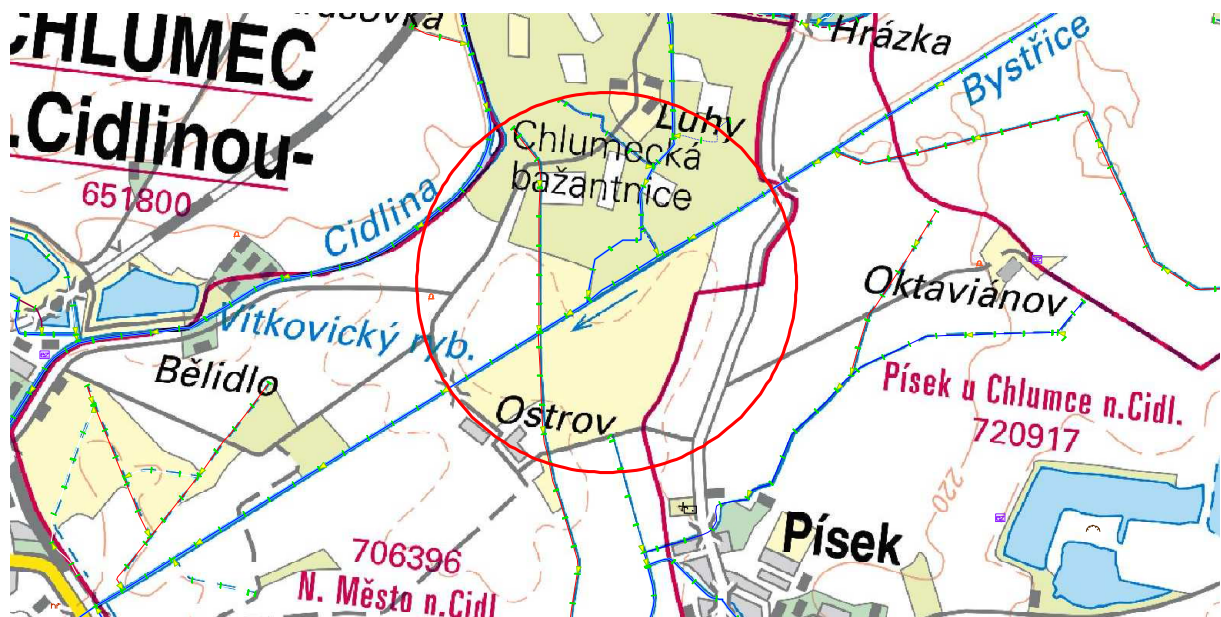 Hrázka
CHLUMEC
Bystřice
Luhy
.Cidlinou-
Chlumecká
bažantnice
651800
Cidlina
Oktaviánov
Vítkovický ryb.
Bělidlo
Písek u Chlumce n.Cidl.
720917
Ostrov
220
Písek
706396
N. Město n.Cidl